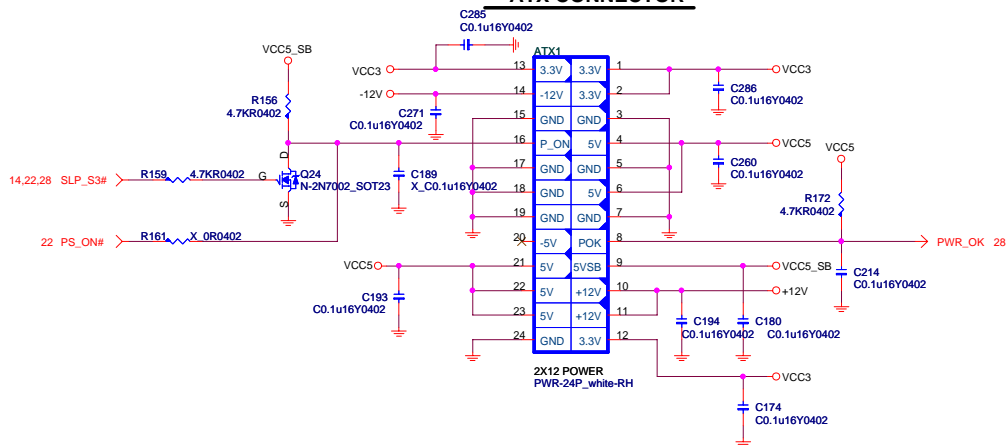 ATX CONNECTOR
C285
C0.1u16Y0402
VCC5_SB
ATX1
VCC3
13 3.3V 3.3V 1
VCC3
-12V
14 -12V 3.3V 2
C286
C0.1u16Y0402
R156
4.7KR0402
C271
C0.1u16Y0402
15 GND GND 3
16 P_ON 5V 4
VCC5
VCC5
D
17 GND GND 5
C260
C0.1u16Y0402
14,22,28 SLP_S3#
R159 4.7KR0402
G
Q24
N-2N7002_SOT23
C189
X_C0.1u16Y0402
18 GND 5V 6
R172
4.7KR0402
S
19 GND GND 7
22 PS_ON#
R161 X_0R0402
20 -5V POK 8
PWR_OK 28
VCC5
21 5V 5VSB 9
VCC5_SB
C214
C0.1u16Y0402
22 5V +12V 10
+12V
C193
C0.1u16Y0402
23 5V +12V 11
C194
C0.1u16Y0402
C180
C0.1u16Y0402
24 GND 3.3V 12
2X12 POWER
PWR-24P_white-RH
VCC3
C174
C0.1u16Y0402